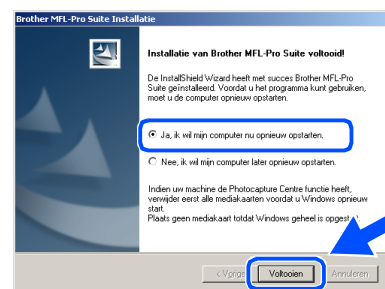 Brother MFL-Pro Suite Installatie
Installatie van Brother MFL-Pro Suite voltooid!
De InstallShield Wizard heeft met succes Brother MFL-Pro
Suite geïnstalleerd. Voordat u het programma kunt gebruiken,
moet u de computer opnieuw opstarten.
Ja, ik wil mijn computer nu opnieuw opstarten.
Nee, ik wil mijn computer later opnieuw opstarten.
Indien uw machine de Photocapture Centre functie heeft,
verwijder eerst alle mediakaarten voordat u Windows opnieuw
start.
Plaats geen mediakaart totdat Windows geheel is
< Vorige Voltooien Annuleren